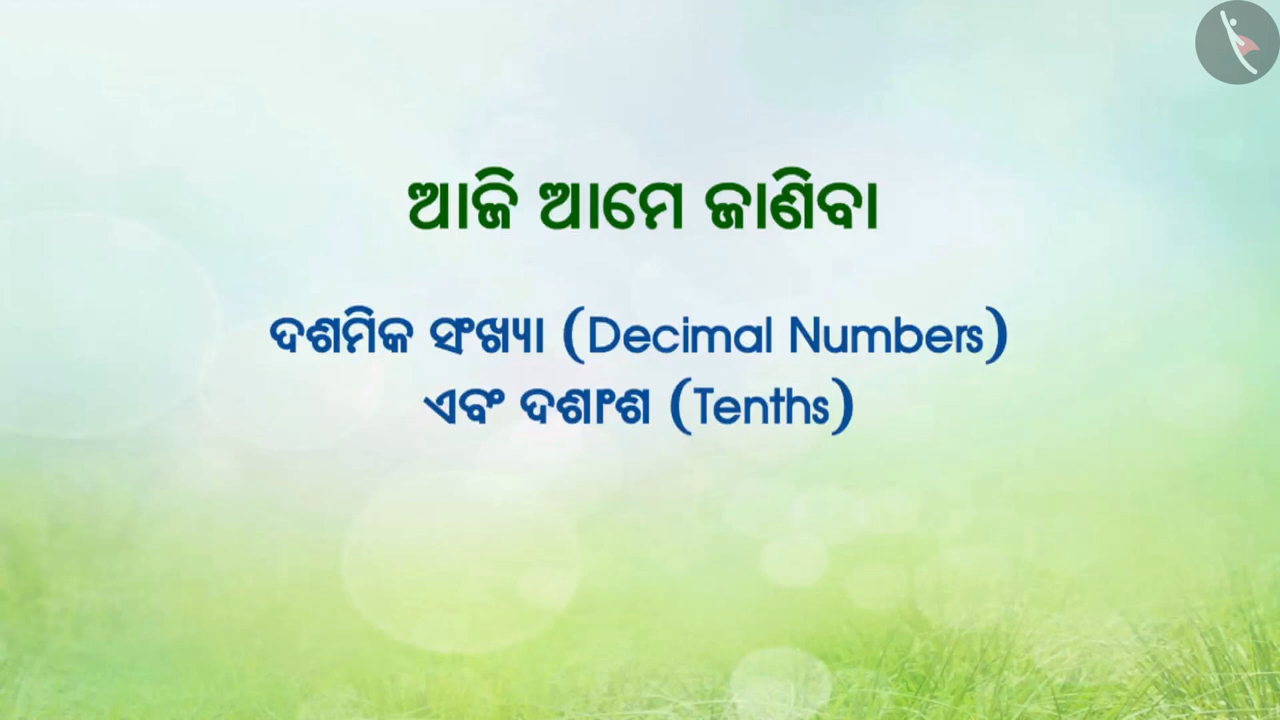 ଆଜି ଆମେ ଜାଣିବା
ଦଶମିକ ସଂଖ୍ୟା (Decimal Numbers)
ଏବଂ ଦଶାଂଶ (Tenths)